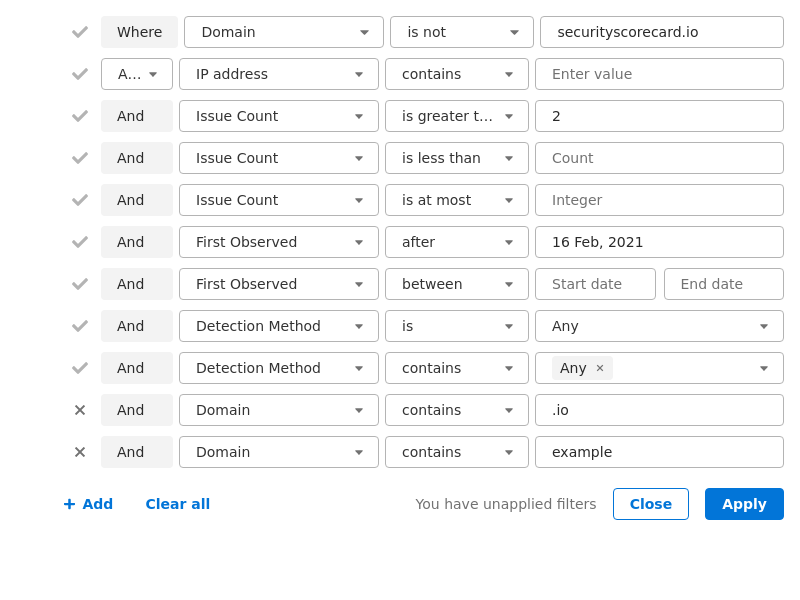 Where Domain is not securityscorecard.io
A... IP address contains Enter value
And Issue Count is greater t... 2
And Issue Count is less than Count
And Issue Count is at most Integer
And First Observed after 16 Feb, 2021
And First Observed between Start date End date
And Detection Method is Any
And Detection Method contains Any ×
And Domain contains .io
And Domain contains example
+ Add Clear all You have unapplied filters Close Apply